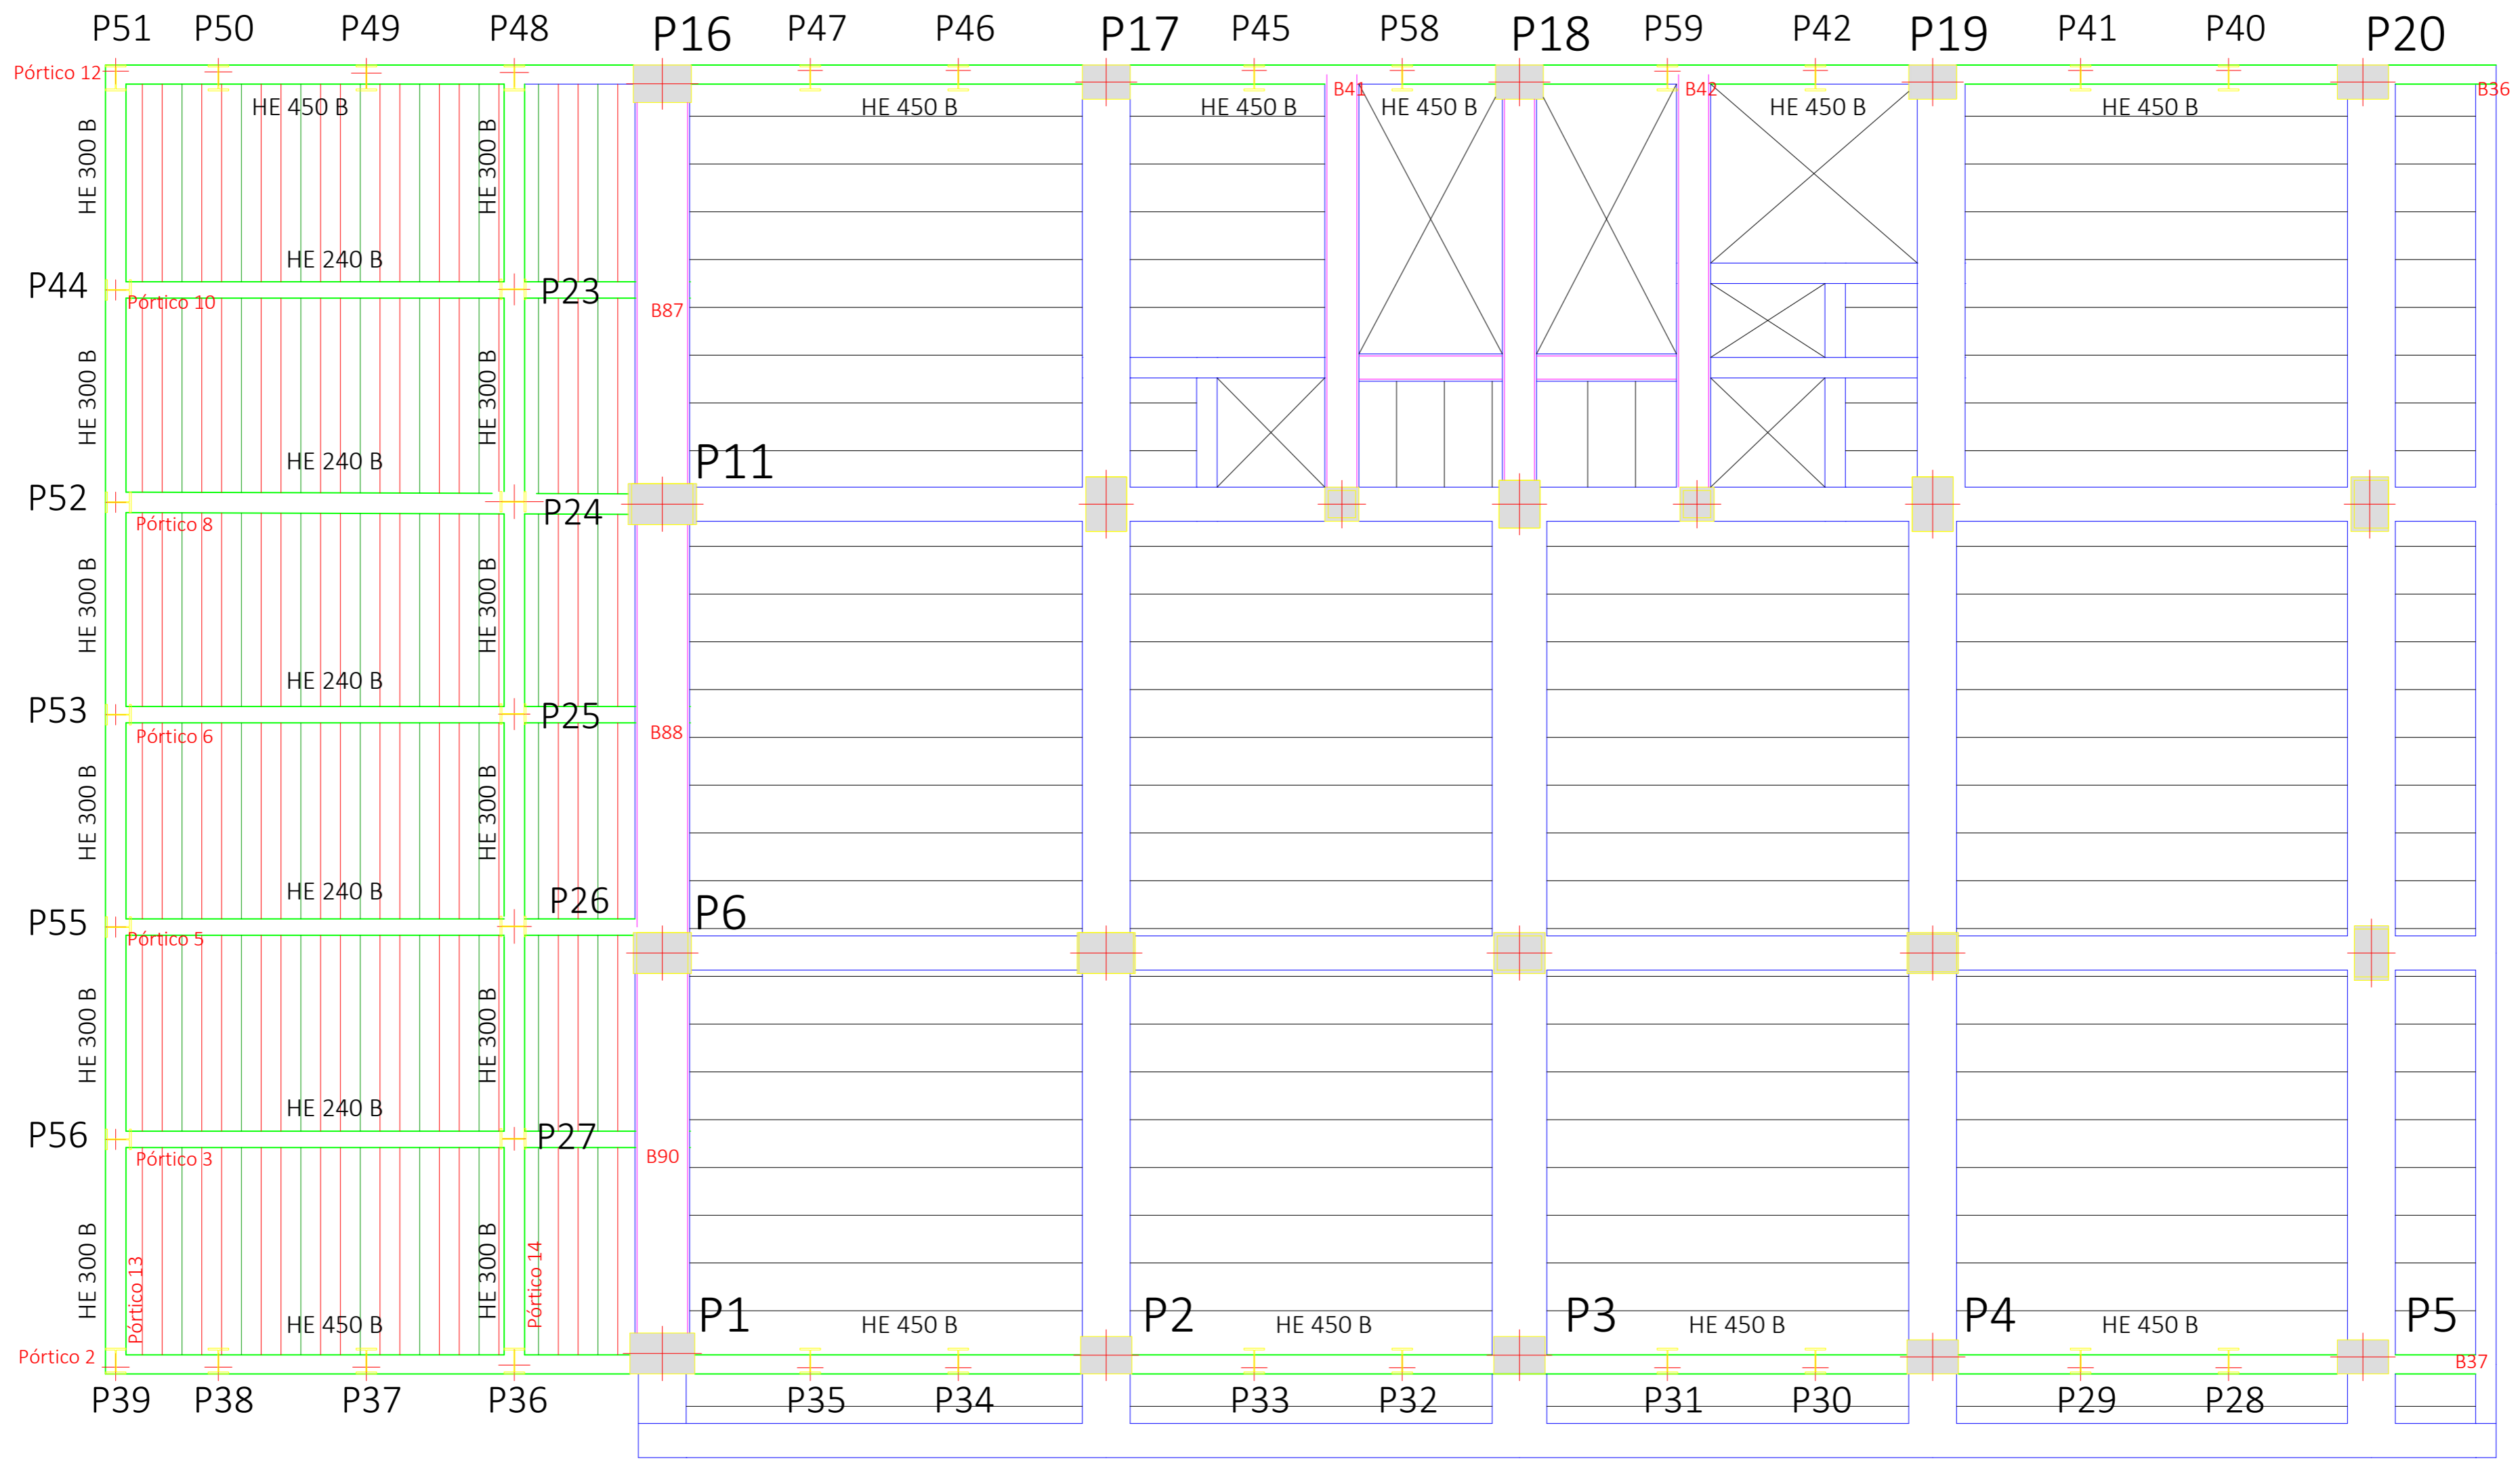 P51 P50 P49 P48 P16 P47 P46 P17 P45 P58 P18 P59 P42 P19 P41 P40 P20
Pórtico 12
B41 B42 B36
HE 450 B HE 450 B HE 450 B HE 450 B HE 450 B HE 450 B
HE 300 B HE 300 B
HE 240 B
P44 P23
Pórtico 10
B87
HE 300 B HE 300 B
HE 240 B P11
P52 P24
Pórtico 8
HE 300 B HE 300 B
HE 240 B
P53 P25
Pórtico 6 B88
HE 300 B HE 300 B
HE 240 B P26 P6
P55
Pórtico 5
HE 300 B HE 300 B
HE 240 B
P56 P27
Pórtico 3 B90
HE 300 B HE 300 B
Pórtico 13 Pórtico 14
P1 P2 P3 P4 P5
HE 450 B HE 450 B HE 450 B HE 450 B HE 450 B
Pórtico 2 B37
P39 P38 P37 P36 P35 P34 P33 P32 P31 P30 P29 P28